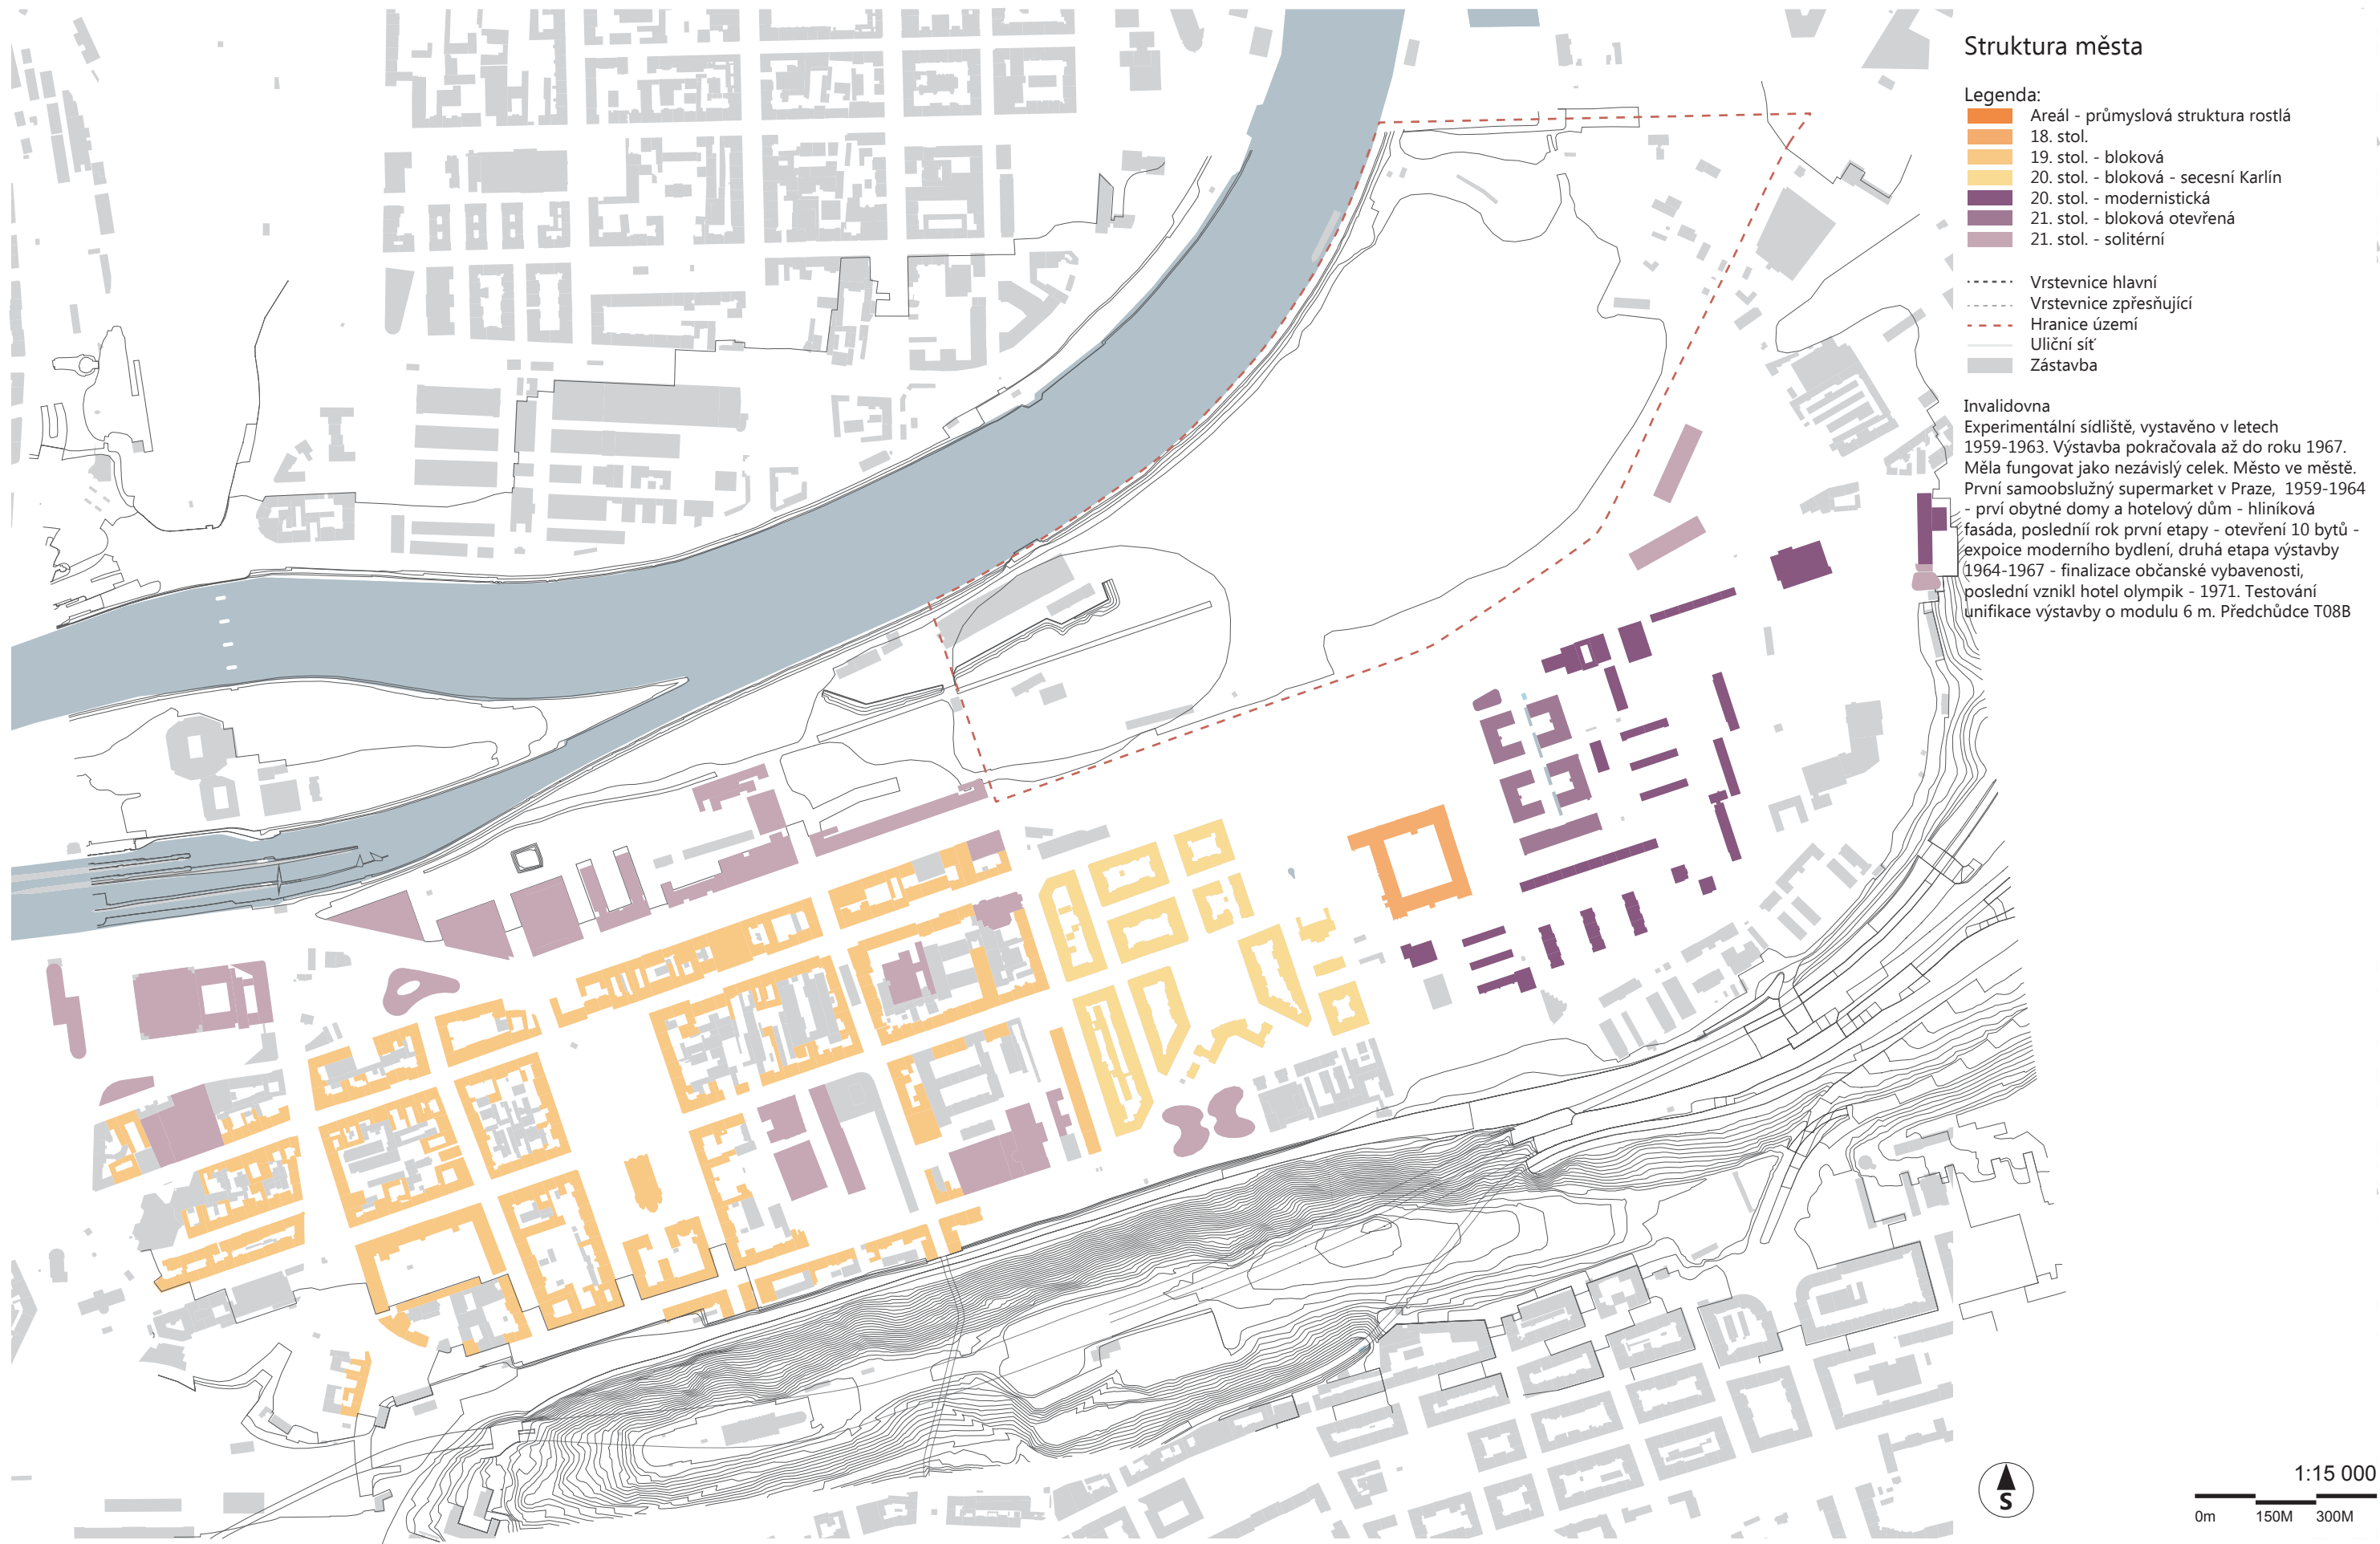 Struktura města
Legenda:
Areál - průmyslová struktura rostlá
18. stol.
19. stol. - bloková
20. stol. - bloková - secesní Karlín
20. stol. - modernistická
21. stol. - bloková otevřená
21. stol. - solitérní
Vrstevnice hlavní
Vrstevnice zpřesňující
Hranice území
Uliční síť
Zástavba
Invalidovna
Experimentální sídliště, vystavěno v letech
1959-1963. Výstavba pokračovala až do roku 1967.
Měla fungovat jako nezávislý celek. Město ve městě.
První samoobslužný supermarket v Praze, 1959-1964
- prví obytné domy a hotelový dům - hliníková
fasáda, posledníí rok první etapy - otevření 10 bytů -
expoice moderního bydlení, druhá etapa výstavby
1964-1967 - finalizace občanské vybavenosti,
poslední vznikl hotel olympik - 1971. Testování
unifikace výstavby o modulu 6 m. Předchůdce T08B
S
1:15 000
0m 150M 300M